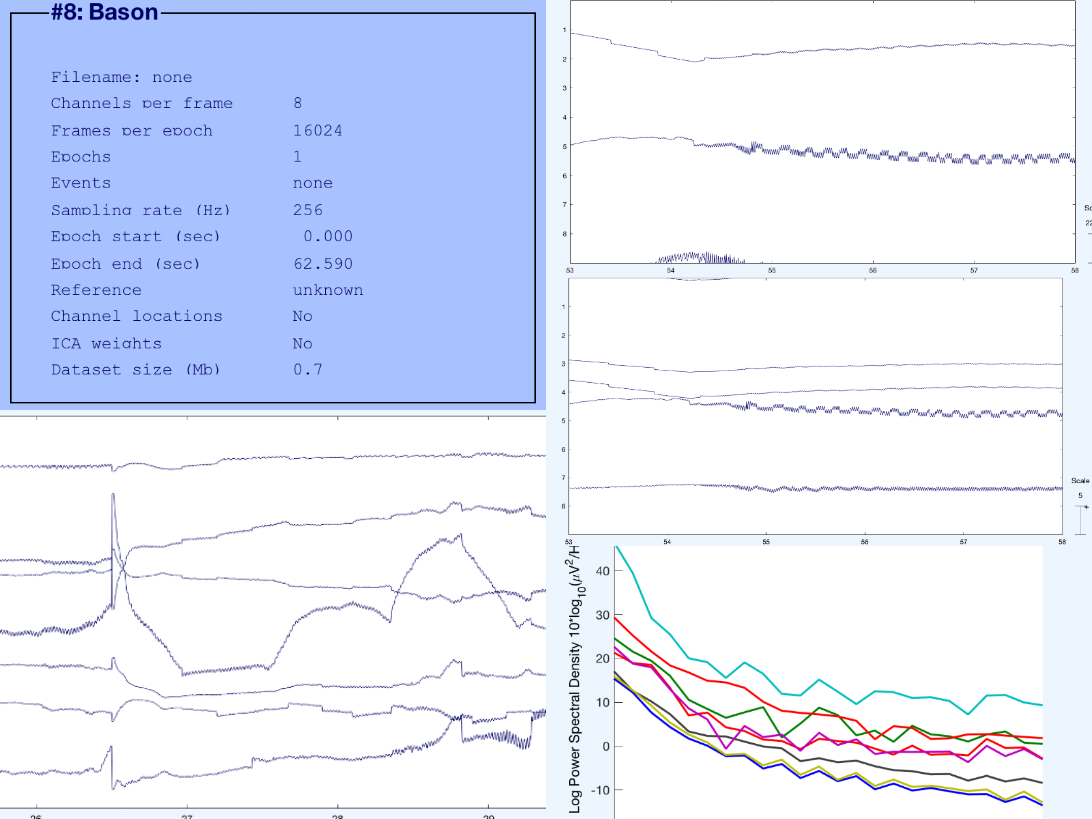 #8: Bason
Filename: none
Channels per frame 8
Frames per epoch 16024
Epochs 1
Events none
Sampling rate (Hz) 256
Epoch start (sec) 0.000
Epoch end (sec) 62.590
Reference unknown
Channel locations No
ICA weights No
Dataset size (Mb) 0.7
26 27 28 29
1
2
3
4
5
6
7
8
53 54 55 56 57 58
Sc
22
1
2
3
4
5
6
7
8
53 54 55 56 57 58
Scale
5
+
Log Power Spectral Density 10*log10(μV2/H
40
30
20
10
0
-10